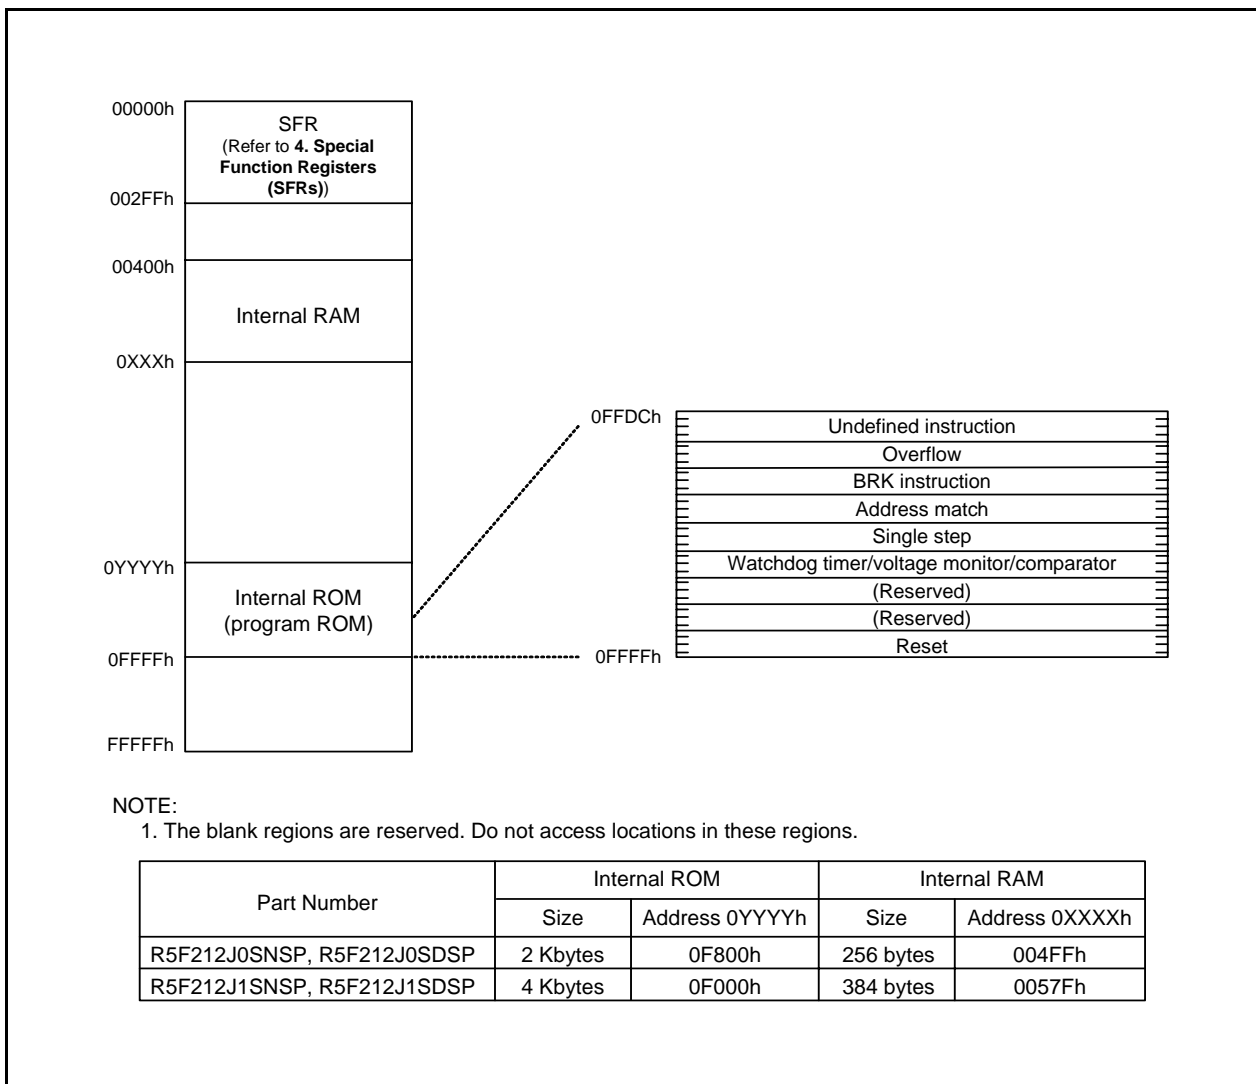 00000h
SFR
(Refer to 4. Special
Function Registers
(SFRs))
002FFh
00400h
Internal RAM
0XXXh
0YYYYh
Internal ROM
(program ROM)
0FFFFh
FFFFFh
0FFDCh
Undefined instruction
Overflow
BRK instruction
Address match
Single step
Watchdog timer/voltage monitor/comparator
(Reserved)
(Reserved)
Reset
0FFFFh
NOTE:
1. The blank regions are reserved. Do not access locations in these regions.
Part Number Internal ROM Internal RAM
Size Address 0YYYYh Size Address 0XXXXh
R5F212J0SNSP, R5F212J0SDSP 2 Kbytes 0F800h 256 bytes 004FFh
R5F212J1SNSP, R5F212J1SDSP 4 Kbytes 0F000h 384 bytes 0057Fh